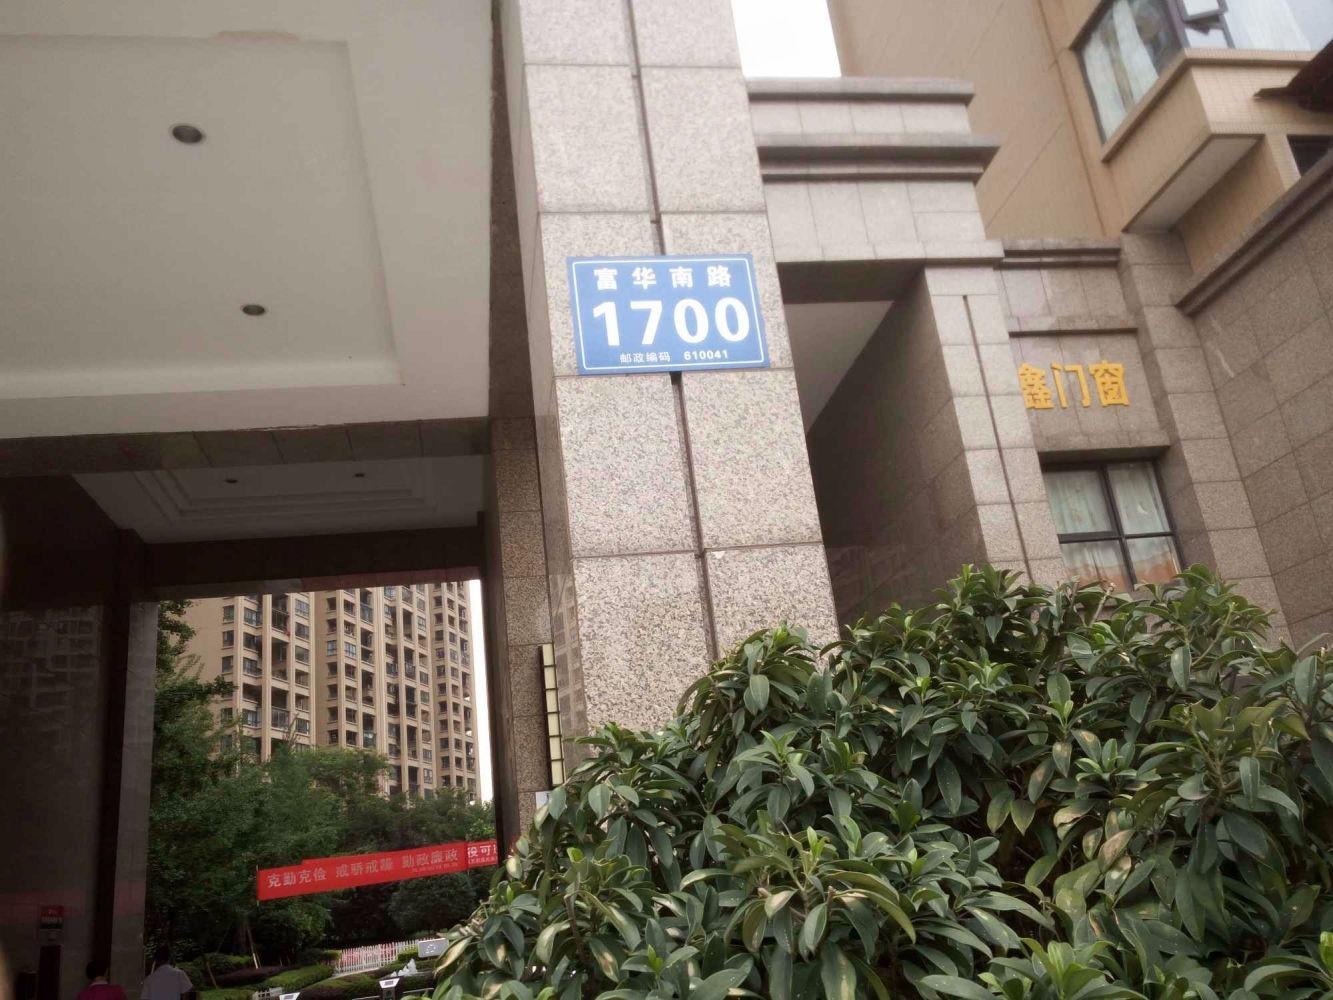 富华南路
1700
邮政编码 610041
鑫门窗
克勤克俭 戒骄戒躁 勤政廉政